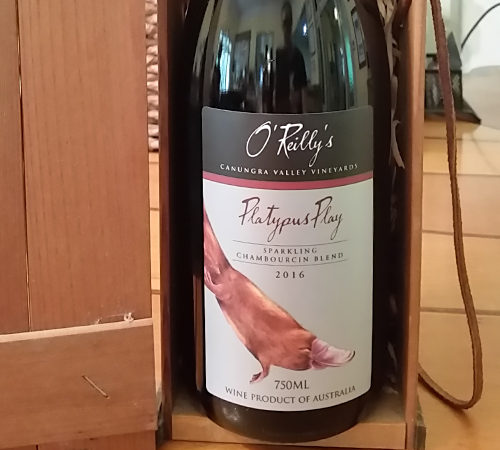 O'Reilly's
CANUNGRA VALLEY VINEYARDS
Platypus Play
SPARKLING
CHAMBOURCIN BLEND
2016
750ML
WINE PRODUCT OF AUSTRALIA